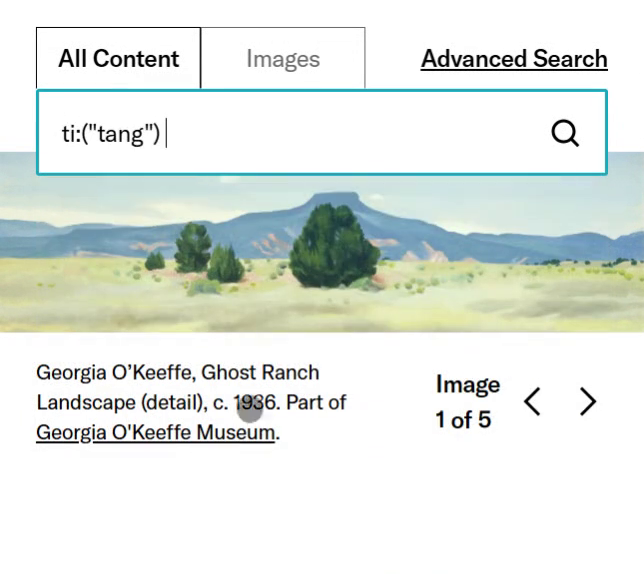 All Content
Images
Advanced Search
ti:("tang")
Georgia O’Keeffe, Ghost Ranch
Landscape (detail), c. 1936. Part of
Georgia O'Keeffe Museum.
Image
1 of 5